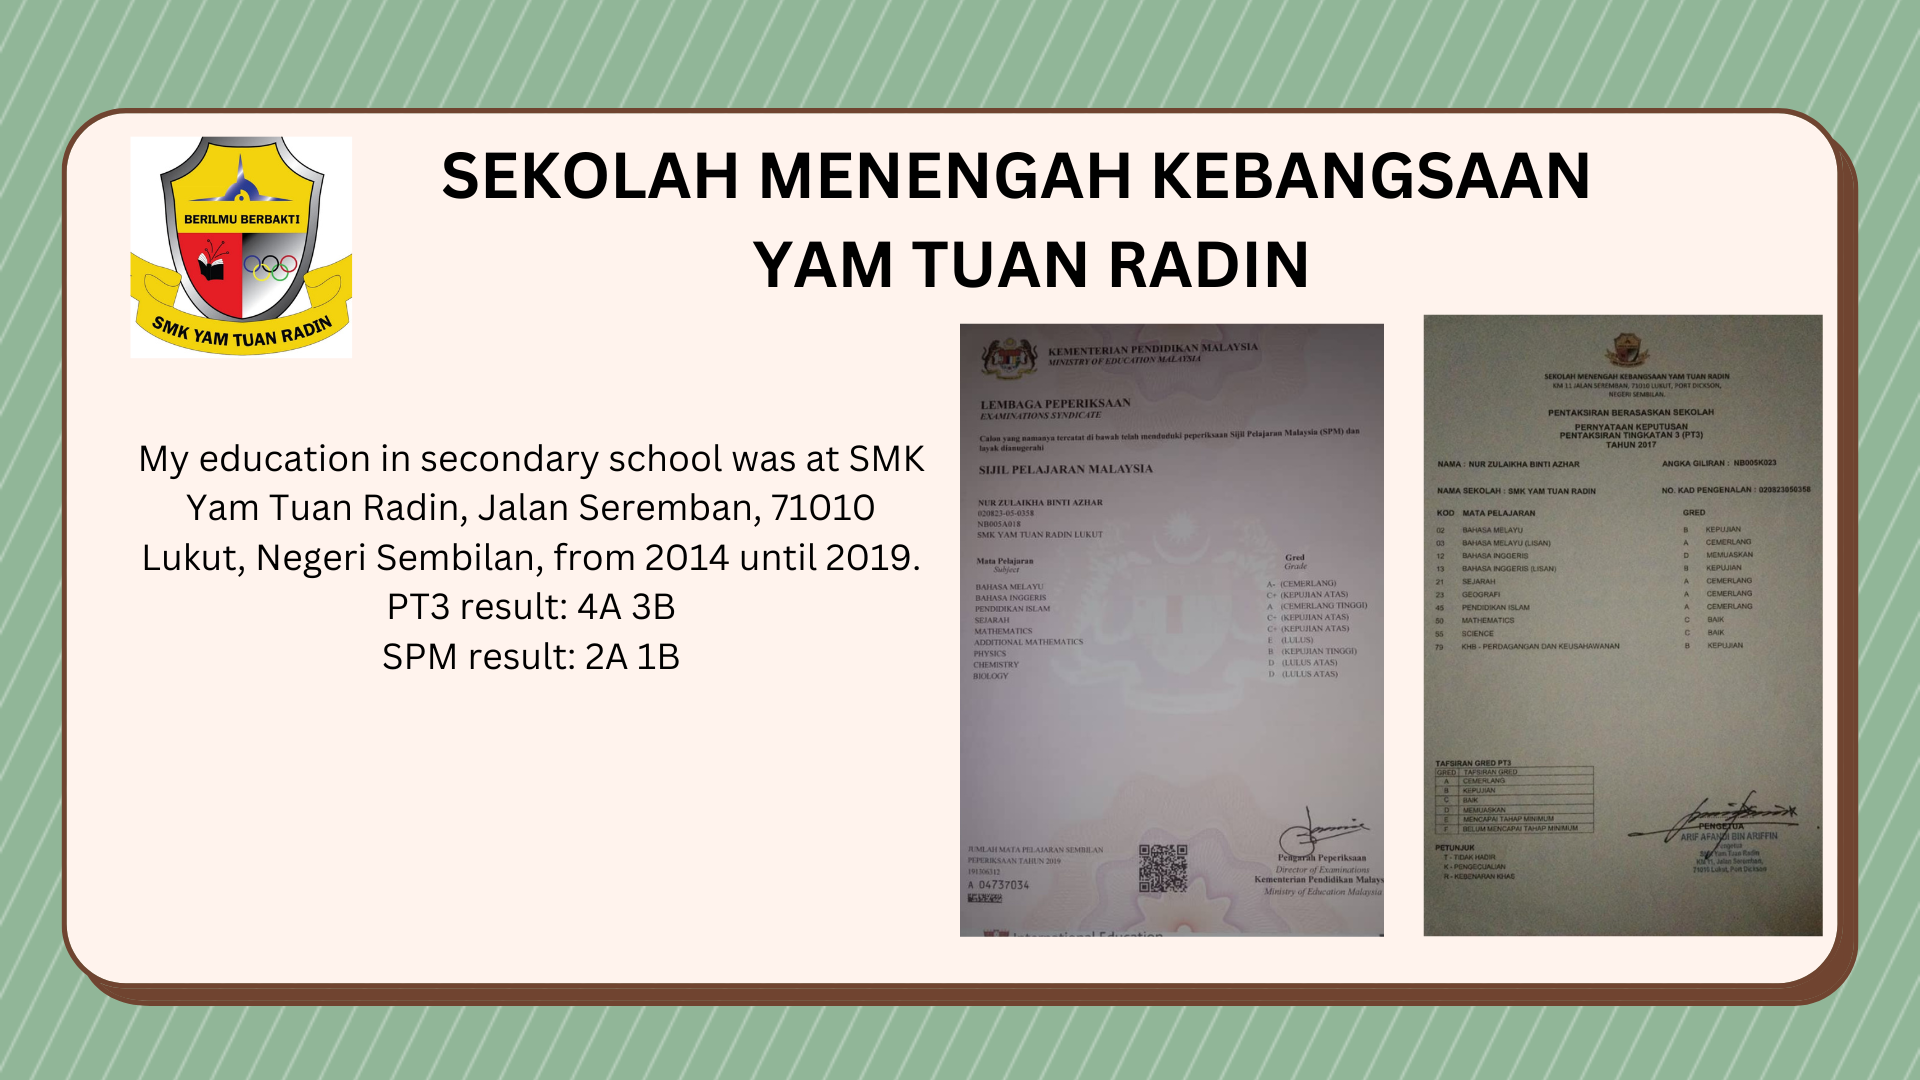 BERILMU BERBAKTI
SMK YAM TUAN RADIN
SEKOLAH MENENGAH KEBANGSAAN
YAM TUAN RADIN
My education in secondary school was at SMK
Yam Tuan Radin, Jalan Seremban, 71010
Lukut, Negeri Sembilan, from 2014 until 2019.
PT3 result: 4A 3B
SPM result: 2A 1B
KEMENTERIAN PENDIDIKAN MALAYSIA
MINISTRY OF EDUCATION MALAYSIA
LEMBAGA PEPERIKSAAN
EXAMINATIONS SYNDICATE
Calon yang namanya tercatat di bawah telah menduduki peperiksaan Sijil Pelajaran Malaysia (SPM) dan
layak dianugerahi
SIJIL PELAJARAN MALAYSIA
NUR ZULAIKHA BINTI AZHAR
020823-05-0358
NB005A018
SMK YAM TUAN RADIN LUKUT
Mata Pelajaran Gred
Subject Grade
BAHASA MELAYU A- (CEMERLANG)
BAHASA INGGERIS C+ (KEPUJIAN ATAS)
PENDIDIKAN ISLAM A (CEMERLANG TINGGI)
SEJARAH C+ (KEPUJIAN ATAS)
MATHEMATICS C+ (KEPUJIAN ATAS)
ADDITIONAL MATHEMATICS E (LULUS)
PHYSICS B (KEPUJIAN TINGGI)
CHEMISTRY D (LULUS ATAS)
BIOLOGY D (LULUS ATAS)
JUMLAH MATA PELAJARAN SEMBILAN
PEPERIKSAAN TAHUN 2019
191306312
A 04737034
Pengarah Peperiksaan
Director of Examinations
Kementerian Pendidikan Malays
Ministry of Education Malaysia
International Education
SEKOLAH MENENGAH KEBANGSAAN YAM TUAN RADIN
KM 11 JALAN SEREMBAN, 71010 LUKUT, PORT DICKSON,
NEGERI SEMBILAN.
PENTAKSIRAN BERASASKAN SEKOLAH
PERNYATAAN KEPUTUSAN
PENTAKSIRAN TINGKATAN 3 (PT3)
TAHUN 2017
NAMA : NUR ZULAIKHA BINTI AZHAR ANGKA GILIRAN : NB005K023
NAMA SEKOLAH : SMK YAM TUAN RADIN NO. KAD PENGENALAN : 020823050358
KOD MATA PELAJARAN GRED
02 BAHASA MELAYU B KEPUJIAN
03 BAHASA MELAYU (LISAN) A CEMERLANG
12 BAHASA INGGERIS D MEMUASKAN
13 BAHASA INGGERIS (LISAN) B KEPUJIAN
21 SEJARAH A CEMERLANG
23 GEOGRAFI A CEMERLANG
45 PENDIDIKAN ISLAM A CEMERLANG
50 MATHEMATICS C BAIK
55 SCIENCE C BAIK
79 KHB - PERDAGANGAN DAN KEUSAHAWANAN B KEPUJIAN
TAFSIRAN GRED PT3
GRED TAFSIRAN GRED
A CEMERLANG
B KEPUJIAN
C BAIK
D MEMUASKAN
E MENCAPAI TAHAP MINIMUM
F BELUM MENCAPAI TAHAP MINIMUM
PETUNJUK
T - TIDAK HADIR
K - PENGECUALIAN
R - KEBENARAN KHAS
PENGETUA
ARIF AFANDI BIN ARIFFIN
Pengetua
SMK Yam Tuan Radin
KM 11, Jalan Seremban,
71010 Lukut, Port Dickson